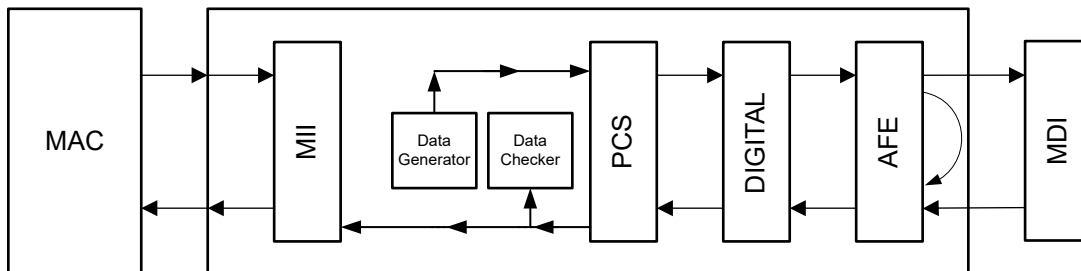 MAC
MII
Data
Generator
Data
Checker
PCS
DIGITAL
AFE
MDI